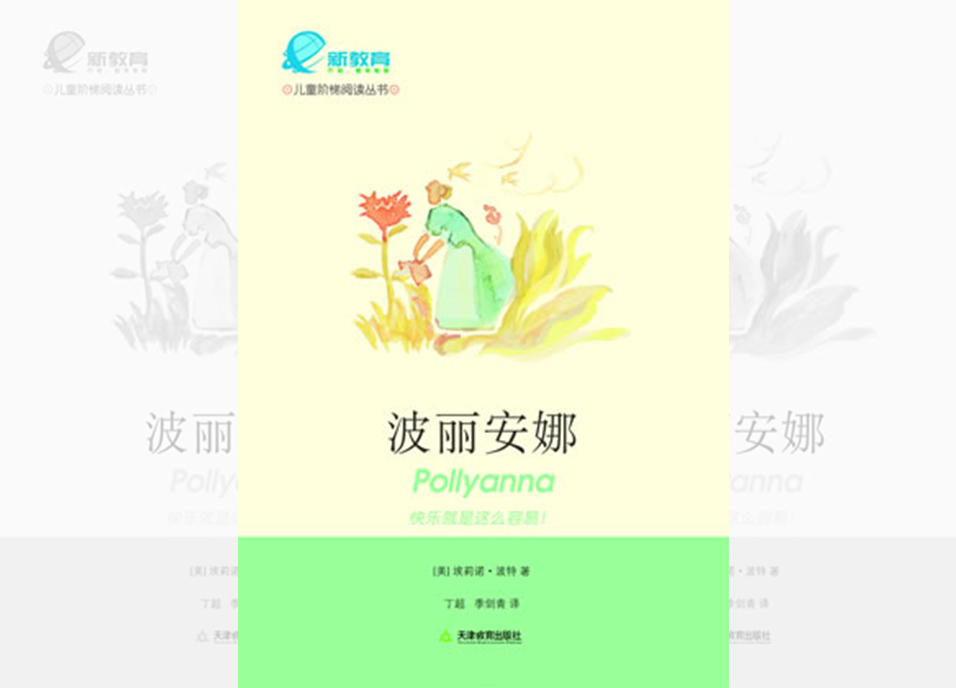 新教育
儿童阶梯阅读丛书
波丽安娜
Pollyanna
快乐就是这么容易!
[美] 埃莉诺·波特 著
丁超 季剑青 译
天津教育出版社